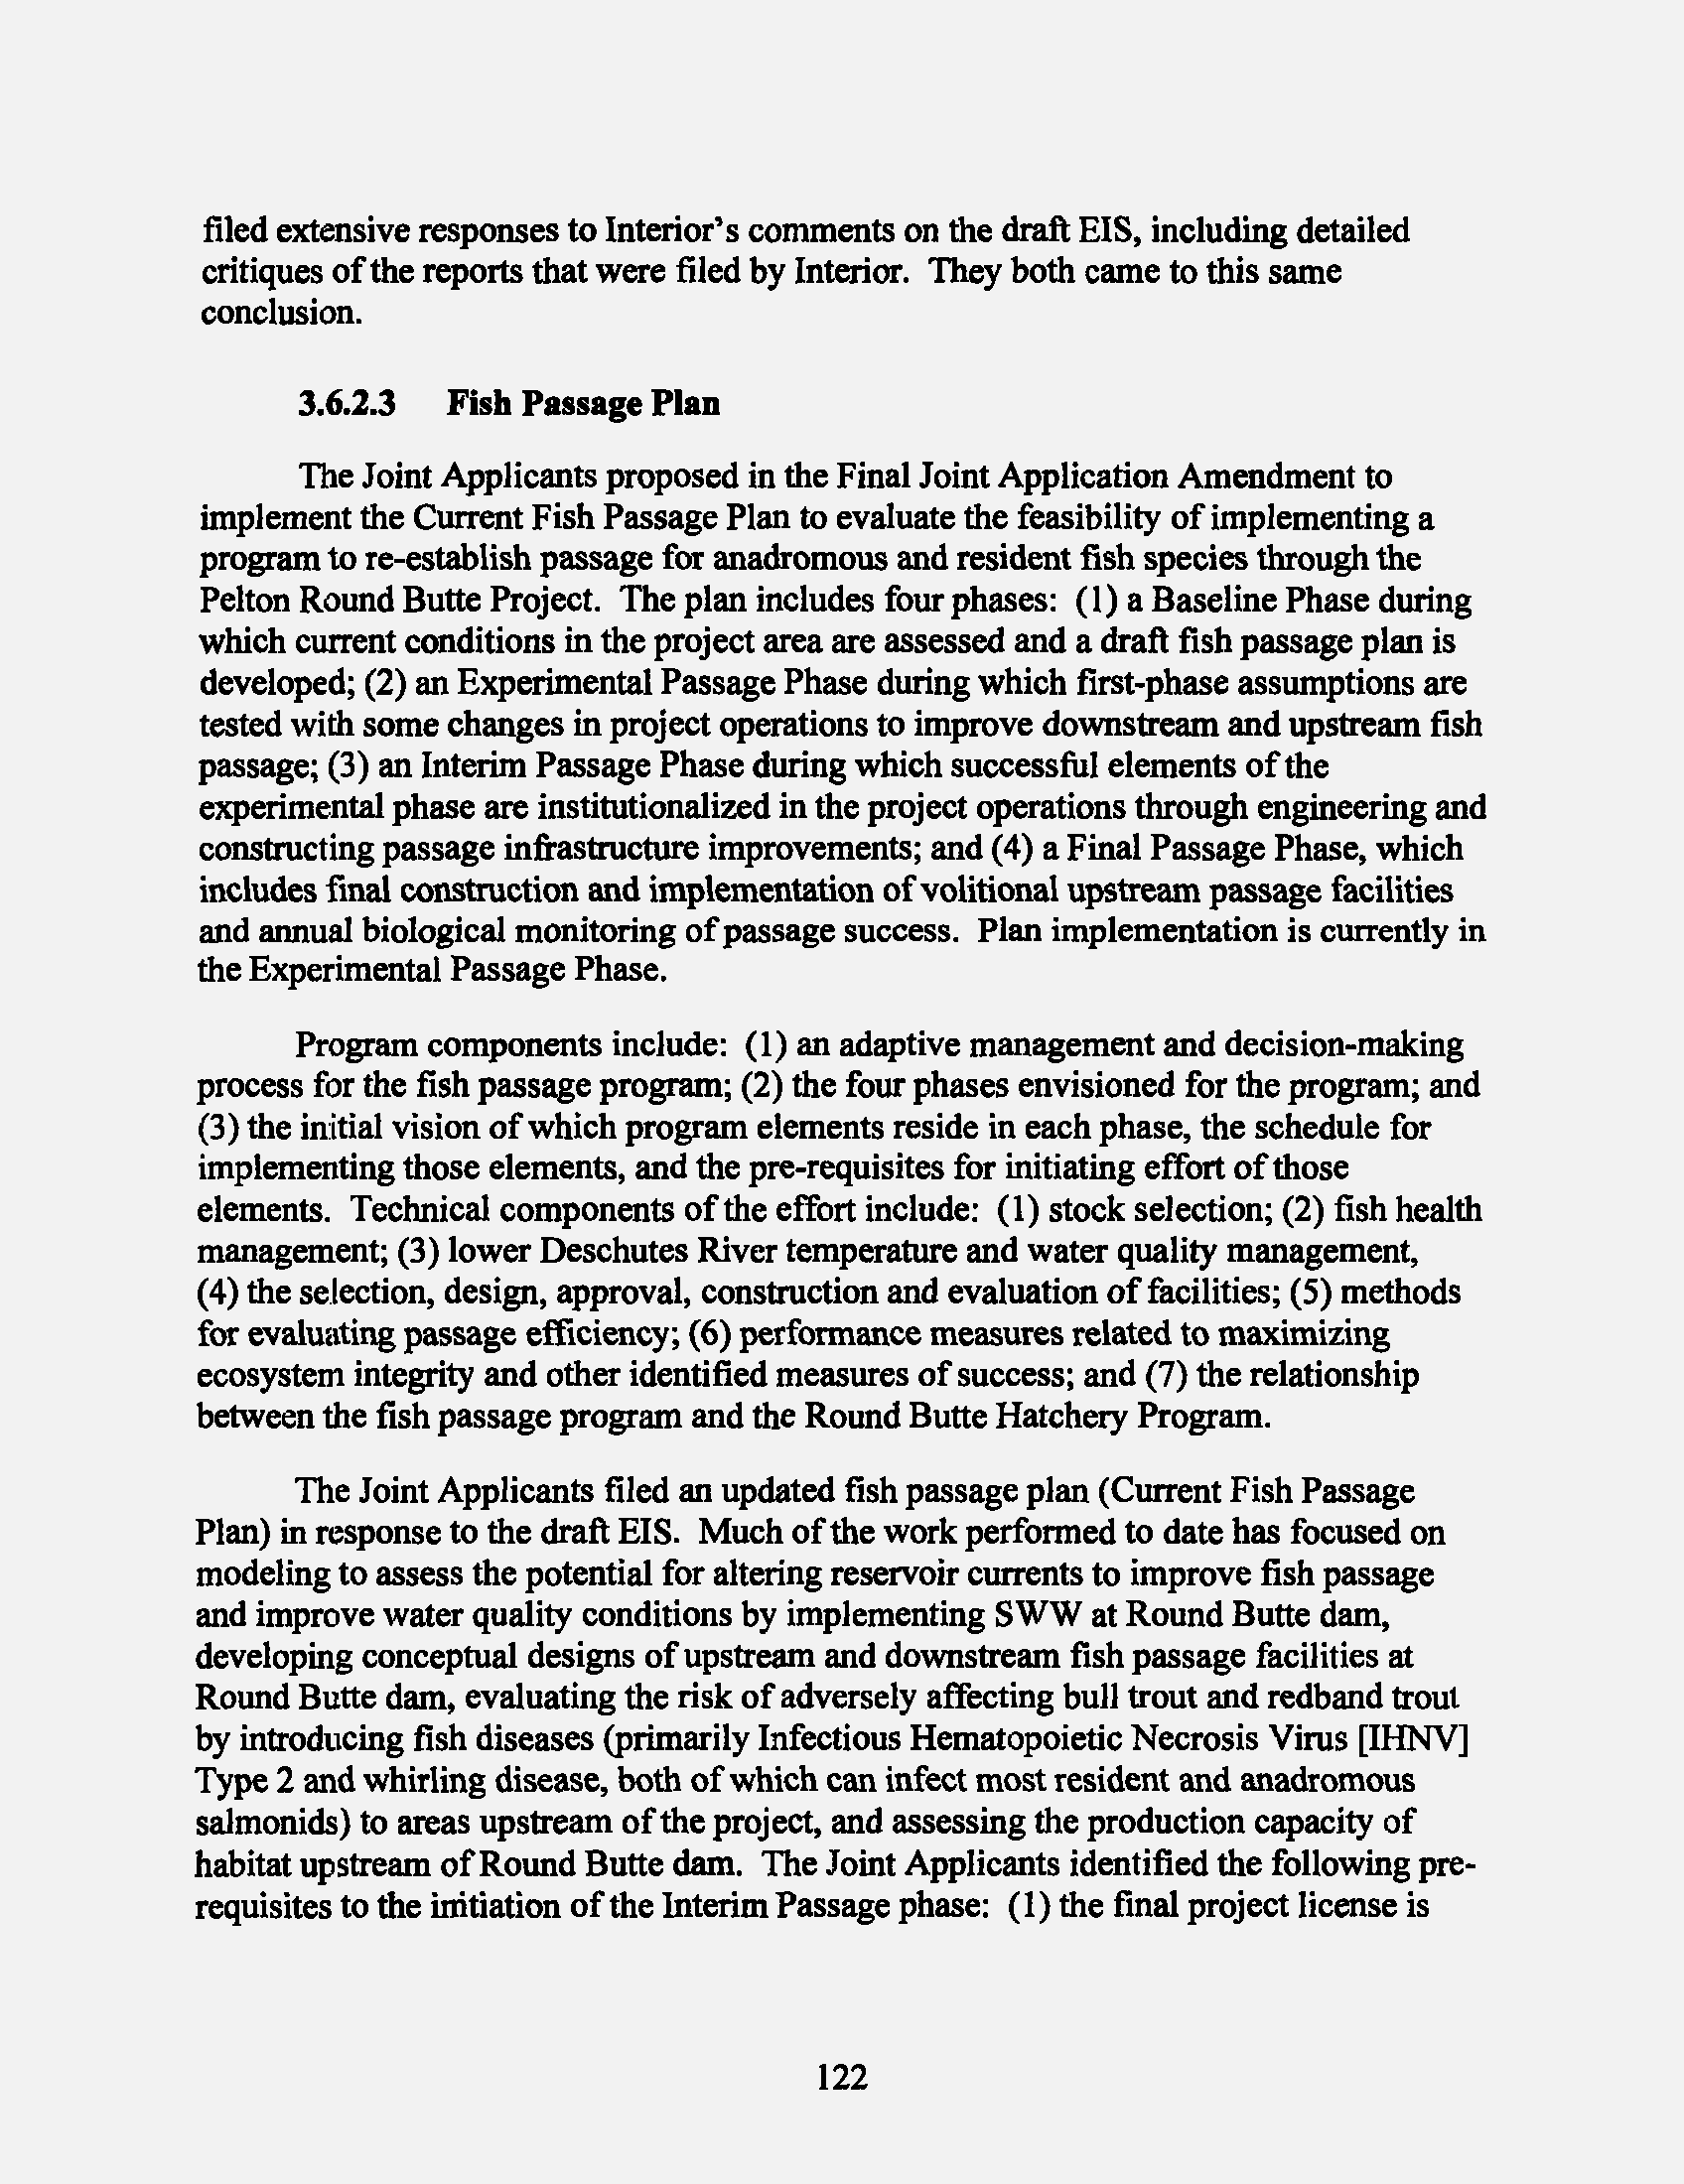 filed extensive responses to Interior's comments on the draft EIS, including detailed
critiques of the reports that were filed by Interior. They both came to this same
conclusion.
3.6.2.3 Fish Passage Plan
The Joint Applicants proposed in the Final Joint Application Amendment to
implement the Current Fish Passage Plan to evaluate the feasibility of implementing a
program to re-establish passage for anadromous and resident fish species through the
Pelton Round Butte Project. The plan includes four phases: (1) a Baseline Phase during
which current conditions in the project area are assessed and a draft fish passage plan is
developed; (2) an Experimental Passage Phase during which first-phase assumptions are
tested with some changes in project operations to improve downstream and upstream fish
passage; (3) an Interim Passage Phase during which successful elements of the
experimental phase are institutionalized in the project operations through engineering and
constructing passage infrastructure improvements; and (4) a Final Passage Phase, which
includes final construction and implementation of volitional upstream passage facilities
and annual biological monitoring of passage success. Plan implementation is currently in
the Experimental Passage Phase.
Program components include: (1) an adaptive management and decision-making
process for the fish passage program; (2) the four phases envisioned for the program; and
(3) the initial vision of which program elements reside in each phase, the schedule for
implementing those elements, and the pre-requisites for initiating effort of those
elements. Technical components of the effort include: (1) stock selection; (2) fish health
management; (3) lower Deschutes River temperature and water quality management,
(4) the selection, design, approval, construction and evaluation of facilities; (5) methods
for evaluating passage efficiency; (6) performance measures related to maximizing
ecosystem integrity and other identified measures of success; and (7) the relationship
between the fish passage program and the Round Butte Hatchery Program.
The Joint Applicants filed an updated fish passage plan (Current Fish Passage
Plan) in response to the draft EIS. Much of the work performed to date has focused on
modeling to assess the potential for altering reservoir currents to improve fish passage
and improve water quality conditions by implementing SWW at Round Butte dam,
developing conceptual designs of upstream and downstream fish passage facilities at
Round Butte dam, evaluating the risk of adversely affecting bull trout and redband trout
by introducing fish diseases (primarily Infectious Hematopoietic Necrosis Virus [IHNV]
Type 2 and whirling disease, both of which can infect most resident and anadromous
salmonids) to areas upstream of the project, and assessing the production capacity of
habitat upstream of Round Butte dam. The Joint Applicants identified the following pre-
requisites to the initiation of the Interim Passage phase: (1) the final project license is
122